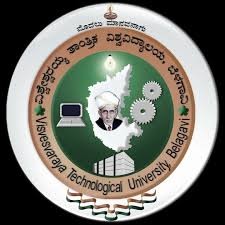 ಮೊದಲು ಮಾನವನಾಗು
ವಿಶ್ವೇಶ್ವರಯ್ಯ ತಾಂತ್ರಿಕ ವಿಶ್ವವಿದ್ಯಾಲಯ, ಬೆಳಗಾವಿ
Visvesvaraya Technological University, Belagavi